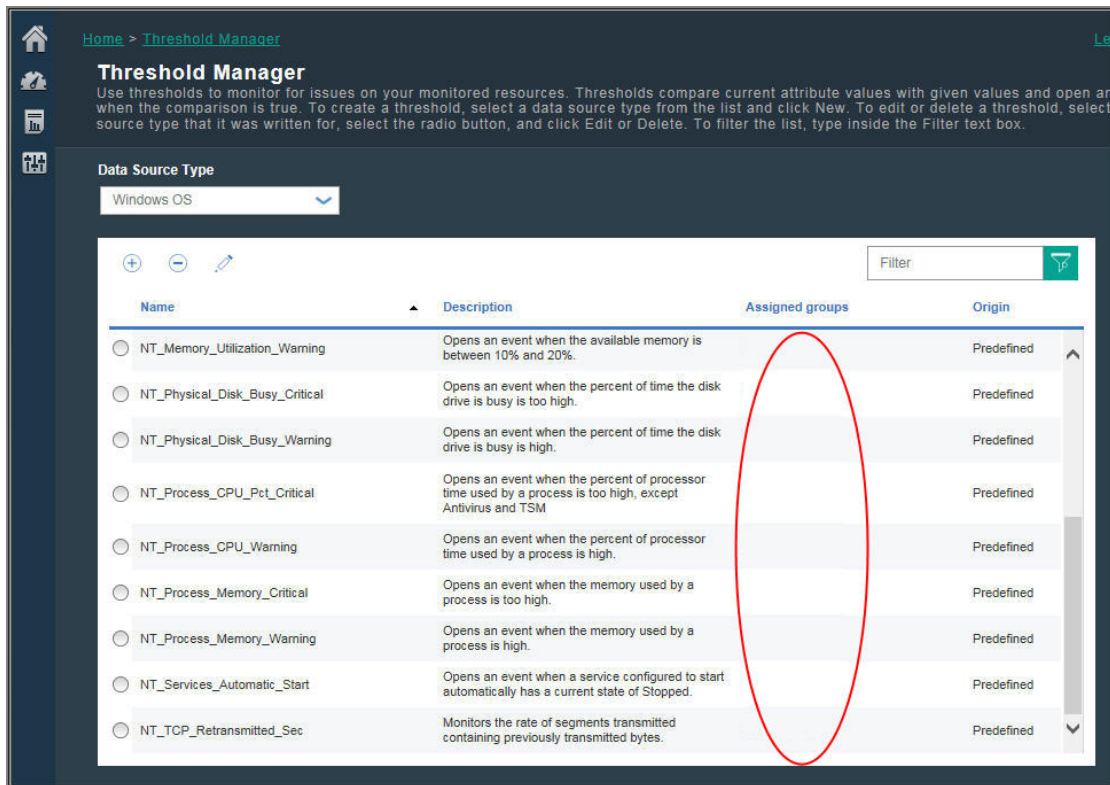 Home > Threshold Manager
Le
Threshold Manager
Use thresholds to monitor for issues on your monitored resources. Thresholds compare current attribute values with given values and open an
when the comparison is true. To create a threshold, select a data source type from the list and click New. To edit or delete a threshold, select
source type that it was written for, select the radio button, and click Edit or Delete. To filter the list, type inside the Filter text box.
Data Source Type
Windows OS
Filter
Name Description Assigned groups Origin
NT_Memory_Utilization_Warning
Opens an event when the available memory is
between 10% and 20%.
Predefined
NT_Physical_Disk_Busy_Critical
Opens an event when the percent of time the disk
drive is busy is too high.
Predefined
NT_Physical_Disk_Busy_Warning
Opens an event when the percent of time the disk
drive is busy is high.
Predefined
NT_Process_CPU_Pct_Critical
Opens an event when the percent of processor
time used by a process is too high, except
Antivirus and TSM
Predefined
NT_Process_CPU_Warning
Opens an event when the percent of processor
time used by a process is high.
Predefined
NT_Process_Memory_Critical
Opens an event when the memory used by a
process is too high.
Predefined
NT_Process_Memory_Warning
Opens an event when the memory used by a
process is high.
Predefined
NT_Services_Automatic_Start
Opens an event when a service configured to start
automatically has a current state of Stopped.
Predefined
NT_TCP_Retransmitted_Sec
Monitors the rate of segments transmitted
containing previously transmitted bytes.
Predefined